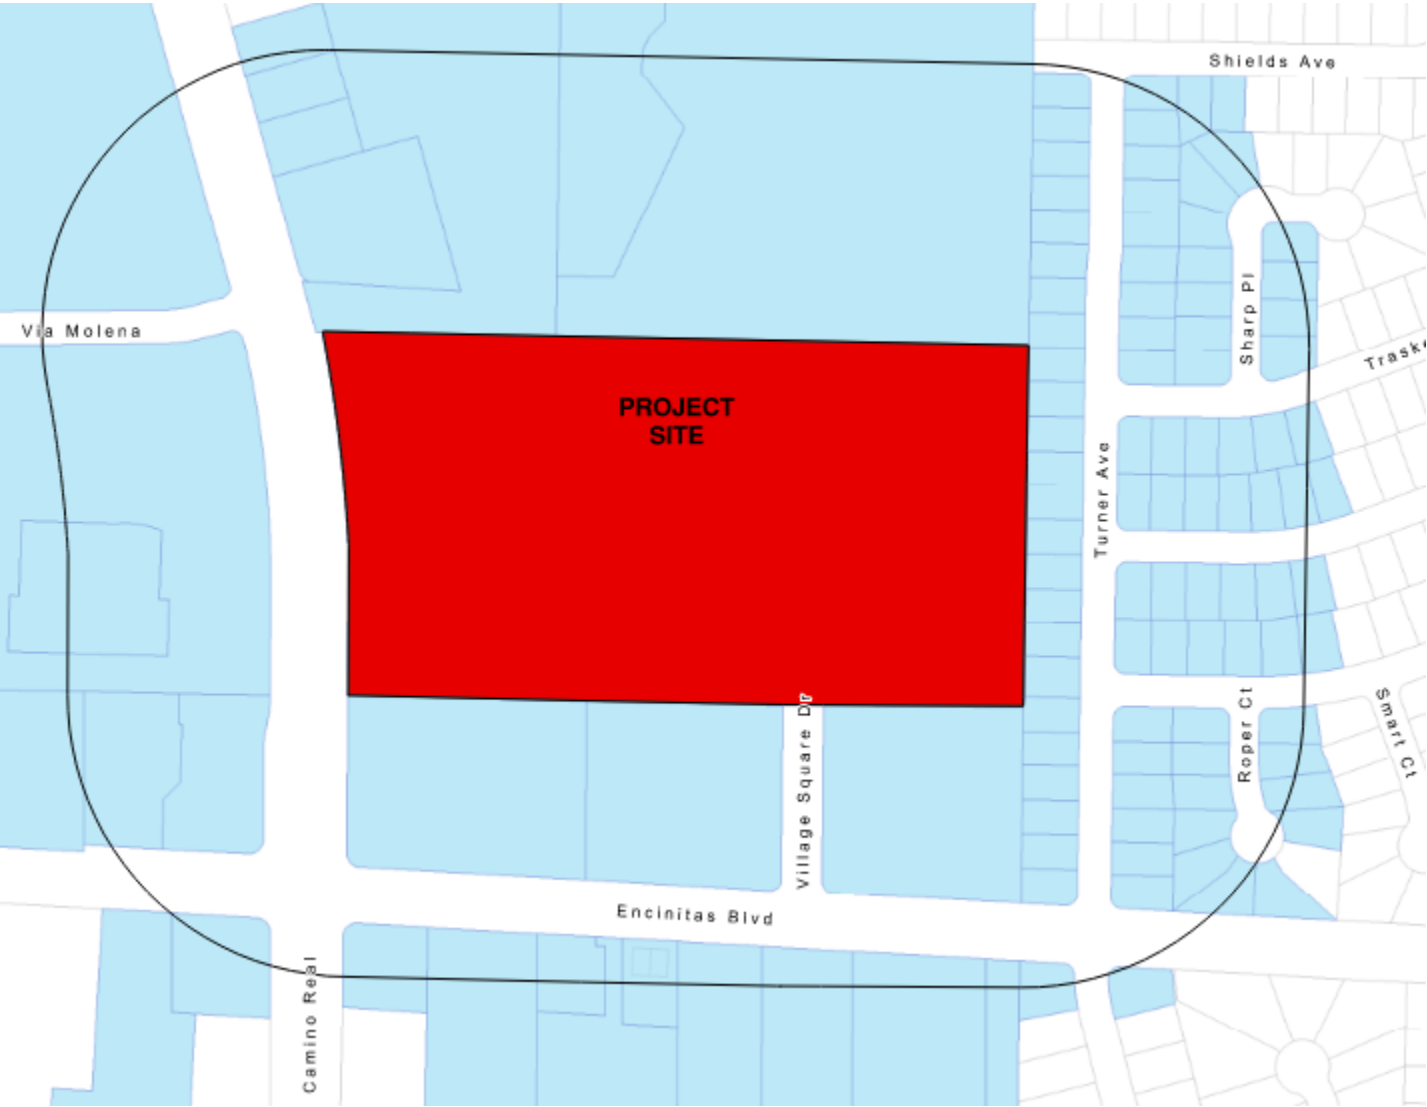 Shields Ave
Via Molena
Sharp Pl
Traske
PROJECT
SITE
Turner Ave
Village Square Dr
Roper Ct
Smart Ct
Encinitas Blvd
Camino Real